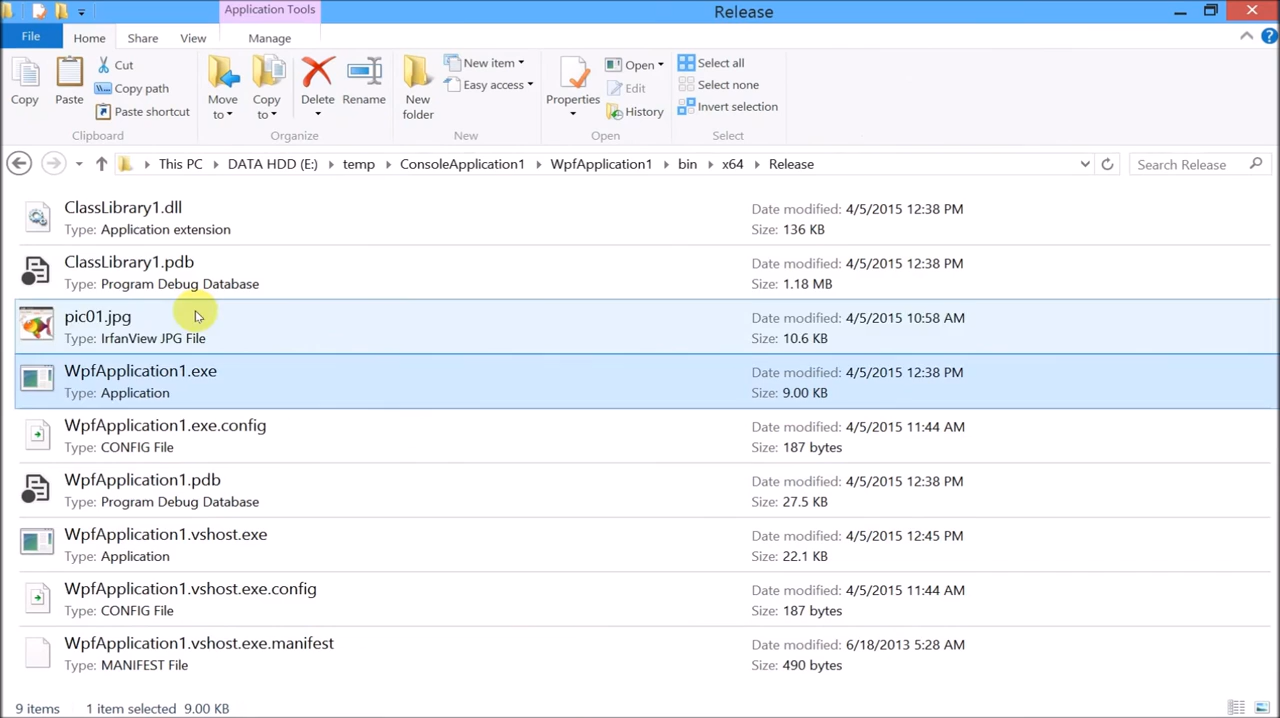 Application Tools
Release
File
Home
Share
View
Manage
Copy
Paste
Cut
Copy path
Paste shortcut
Clipboard
Move to
Copy to
Delete
Rename
Organize
New folder
New item
Easy access
New
Properties
Open
Edit
History
Open
Select all
Select none
Invert selection
Select
This PC
DATA HDD (E:)
temp
ConsoleApplication1
WpfApplication1
bin
x64
Release
Search Release
ClassLibrary1.dll
Date modified: 4/5/2015 12:38 PM
Type: Application extension
Size: 136 KB
ClassLibrary1.pdb
Date modified: 4/5/2015 12:38 PM
Type: Program Debug Database
Size: 1.18 MB
pic01.jpg
Date modified: 4/5/2015 10:58 AM
Type: IrfanView JPG File
Size: 10.6 KB
WpfApplication1.exe
Date modified: 4/5/2015 12:38 PM
Type: Application
Size: 9.00 KB
WpfApplication1.exe.config
Date modified: 4/5/2015 11:44 AM
Type: CONFIG File
Size: 187 bytes
WpfApplication1.pdb
Date modified: 4/5/2015 12:38 PM
Type: Program Debug Database
Size: 27.5 KB
WpfApplication1.vshost.exe
Date modified: 4/5/2015 12:45 PM
Type: Application
Size: 22.1 KB
WpfApplication1.vshost.exe.config
Date modified: 4/5/2015 11:44 AM
Type: CONFIG File
Size: 187 bytes
WpfApplication1.vshost.exe.manifest
Date modified: 6/18/2013 5:28 AM
Type: MANIFEST File
Size: 490 bytes
9 items
1 item selected 9.00 KB